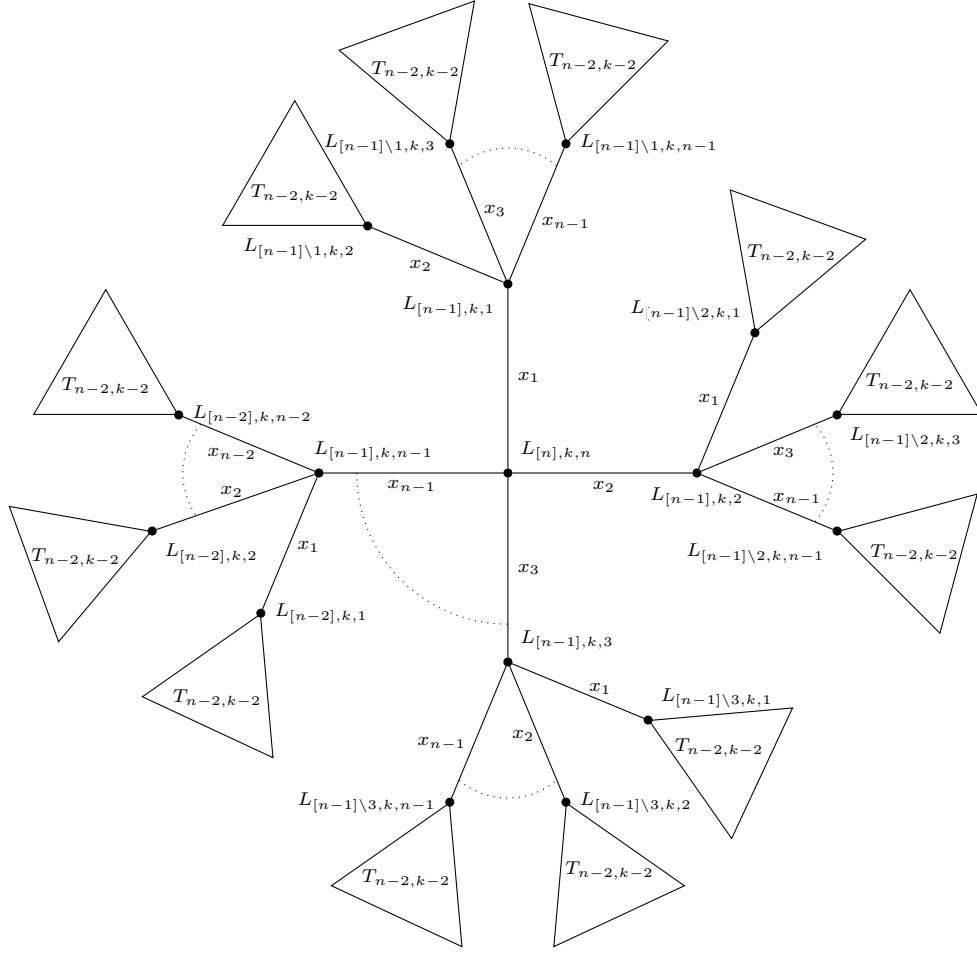 T_{n-2,k-2}
T_{n-2,k-2}
L_{[n-1]\1,k,3}
L_{[n-1]\1,k,n-1}
T_{n-2,k-2}
x_3
x_{n-1}
L_{[n-1]\1,k,2}
x_2
T_{n-2,k-2}
L_{[n-1],k,1}
L_{[n-1]\2,k,1}
T_{n-2,k-2}
x_1
x_1
T_{n-2,k-2}
L_{[n-2],k,n-2}
L_{[n-1]\2,k,3}
x_{n-2}
L_{[n-1],k,n-1}
L_{[n],k,n}
x_3
x_2
x_{n-1}
x_2
L_{[n-1],k,2}
x_{n-1}
T_{n-2,k-2}
L_{[n-2],k,2}
x_1
L_{[n-1]\2,k,n-1}
T_{n-2,k-2}
x_3
L_{[n-2],k,1}
L_{[n-1],k,3}
T_{n-2,k-2}
x_1
L_{[n-1]\3,k,1}
x_{n-1}
x_2
T_{n-2,k-2}
L_{[n-1]\3,k,n-1}
L_{[n-1]\3,k,2}
T_{n-2,k-2}
T_{n-2,k-2}